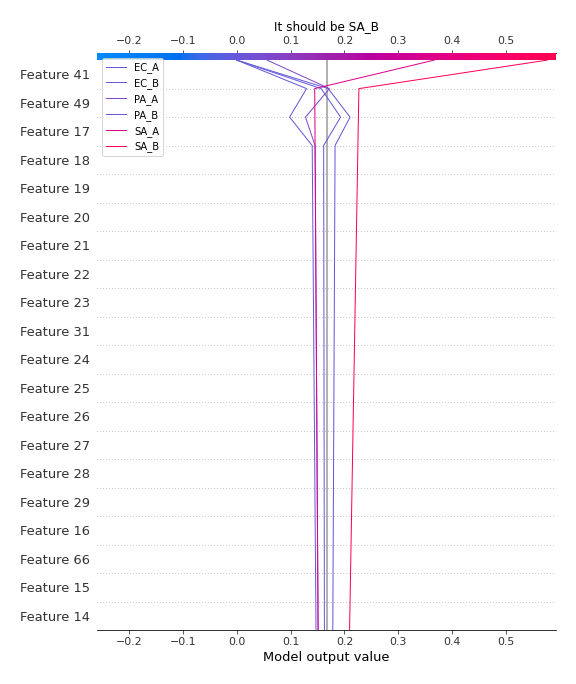 It should be SA_B
−0.2 −0.1 0.0 0.1 0.2 0.3 0.4 0.5
EC_A
EC_B
PA_A
PA_B
SA_A
SA_B
Feature 41
Feature 49
Feature 17
Feature 18
Feature 19
Feature 20
Feature 21
Feature 22
Feature 23
Feature 31
Feature 24
Feature 25
Feature 26
Feature 27
Feature 28
Feature 29
Feature 16
Feature 66
Feature 15
Feature 14
−0.2 −0.1 0.0 0.1 0.2 0.3 0.4 0.5
Model output value